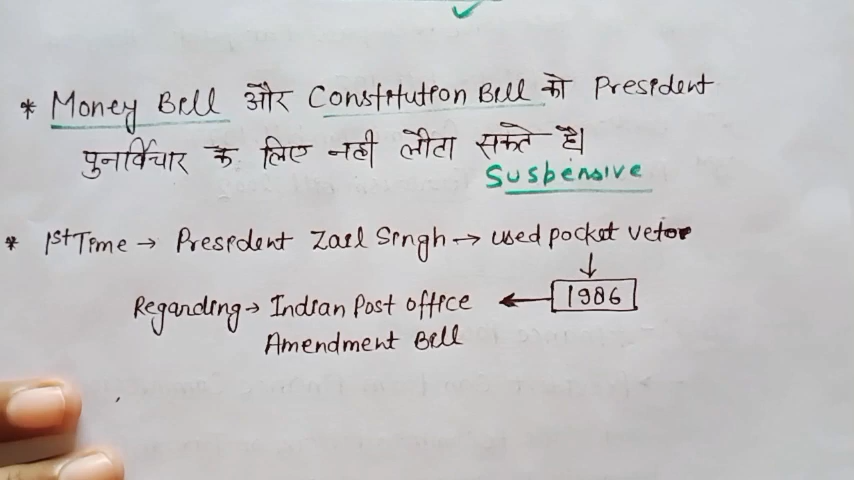 * Money Bill और Constitution Bill को President
पुनर्विचार के लिए नही लौटा सकते है।
Suspensive
* 1st Time → President Zail Singh → used pocket veto
1986
Regarding → Indian Post office
Amendment Bill